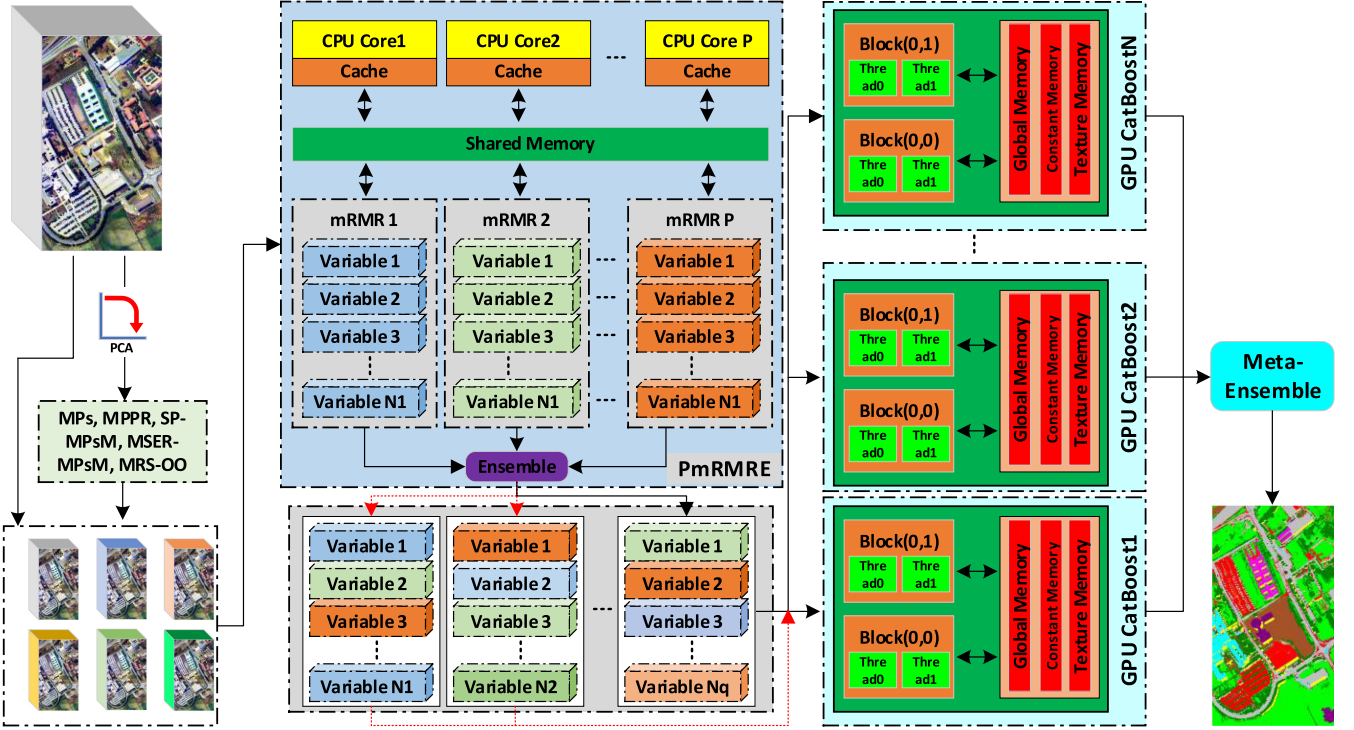 PCA
MPs, MPPR, SP-
MPsM, MSER-
MPsM, MRS-OO
CPU Core1
Cache
CPU Core2
Cache
...
CPU Core P
Cache
Shared Memory
mRMR 1
Variable 1
Variable 2
Variable 3
Variable N1
mRMR 2
Variable 1
Variable 2
Variable 3
Variable N1
mRMR P
Variable 1
Variable 2
Variable 3
Variable N1
Ensemble
PmRMRE
Variable 1
Variable 2
Variable 3
Variable N1
Variable 1
Variable 2
Variable 3
Variable N2
...
Variable 1
Variable 2
Variable 3
Variable Nq
Block(0,1)
Thre
ad0
Thre
ad1
Block(0,0)
Thre
ad0
Thre
ad1
Global Memory
Constant Memory
Texture Memory
GPU CatBoostN
Block(0,1)
Thre
ad0
Thre
ad1
Block(0,0)
Thre
ad0
Thre
ad1
Global Memory
Constant Memory
Texture Memory
GPU CatBoost2
Block(0,1)
Thre
ad0
Thre
ad1
Block(0,0)
Thre
ad0
Thre
ad1
Global Memory
Constant Memory
Texture Memory
GPU CatBoost1
Meta-
Ensemble